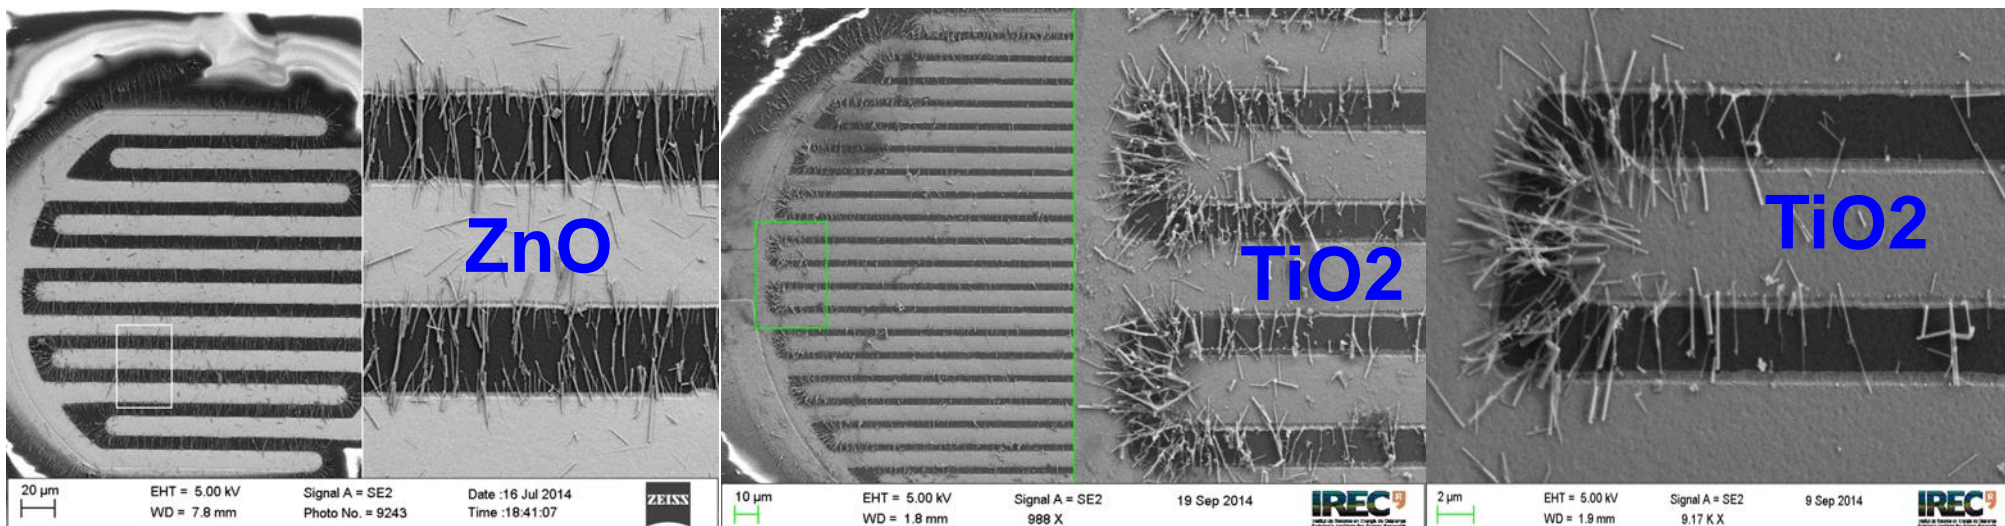 ZnO
TiO2
TiO2
20 µm
EHT = 5.00 kV
WD = 7.8 mm
Signal A = SE2
Photo No. = 9243
Date :16 Jul 2014
Time :18:41:07
ZEISS
10 µm
EHT = 5.00 kV
WD = 1.8 mm
Signal A = SE2
988 X
19 Sep 2014
IREC
2 µm
EHT = 5.00 kV
WD = 1.9 mm
Signal A = SE2
9.17 K X
9 Sep 2014
IREC